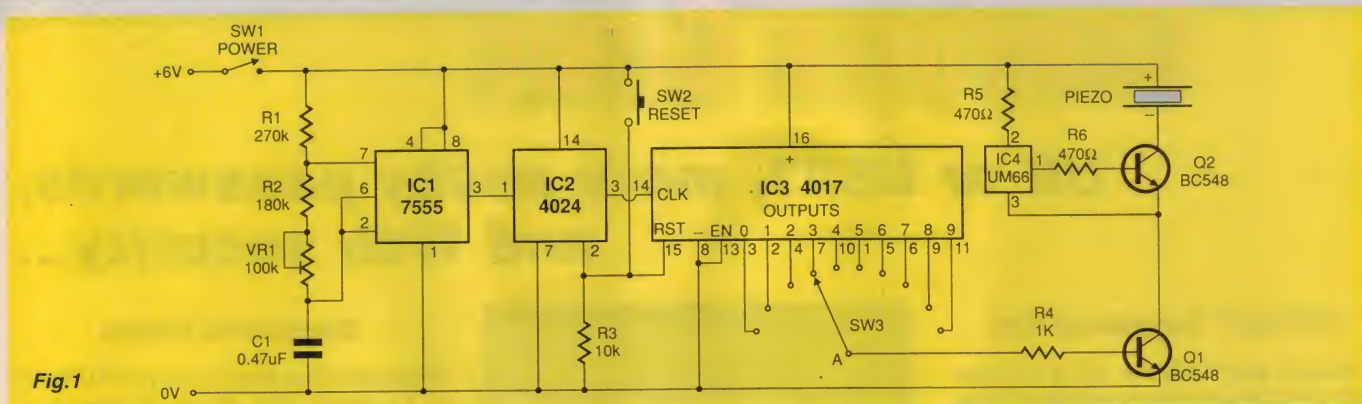 SW1
POWER
+6V
R1
270k
R2
180k
VR1
100k
C1
0.47uF
0V
Fig.1
7
6
2
4
8
IC1
7555
3
1
1
14
IC2
4024
3
7
2
SW2
RESET
R3
10k
16
+
14
CLK
IC3 4017
OUTPUTS
RST
–
EN
0
1
2
3
4
5
6
7
8
9
15
8
13
3
2
4
7
10
1
5
6
9
11
SW3
A
R4
1K
R5
470Ω
2
IC4
UM66
1
3
R6
470Ω
+
PIEZO
–
Q2
BC548
Q1
BC548